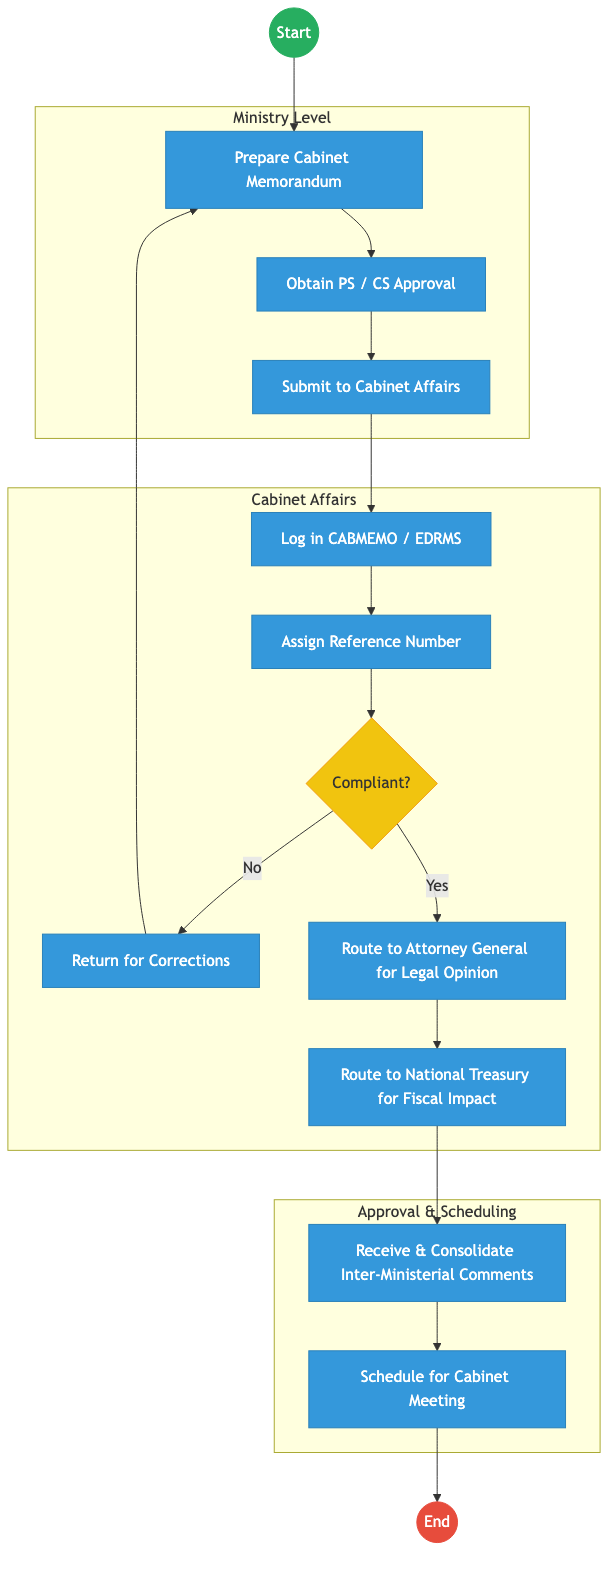 Start
Ministry Level
Prepare Cabinet
Memorandum
Obtain PS / CS Approval
Submit to Cabinet Affairs
Cabinet Affairs
Log in CABMEMO / EDRMS
Assign Reference Number
Compliant?
No
Yes
Return for Corrections
Route to Attorney General
for Legal Opinion
Route to National Treasury
for Fiscal Impact
Approval & Scheduling
Receive & Consolidate
Inter-Ministerial Comments
Schedule for Cabinet
Meeting
End